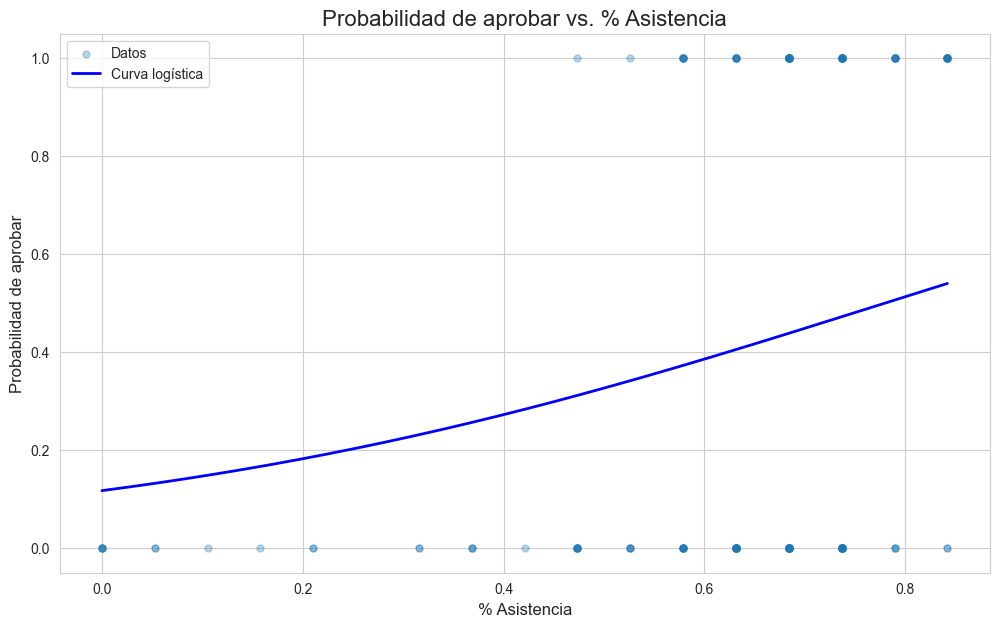 Probabilidad de aprobar vs. % Asistencia
Datos
Curva logística
Probabilidad de aprobar
1.0
0.8
0.6
0.4
0.2
0.0
0.0 0.2 0.4 0.6 0.8
% Asistencia